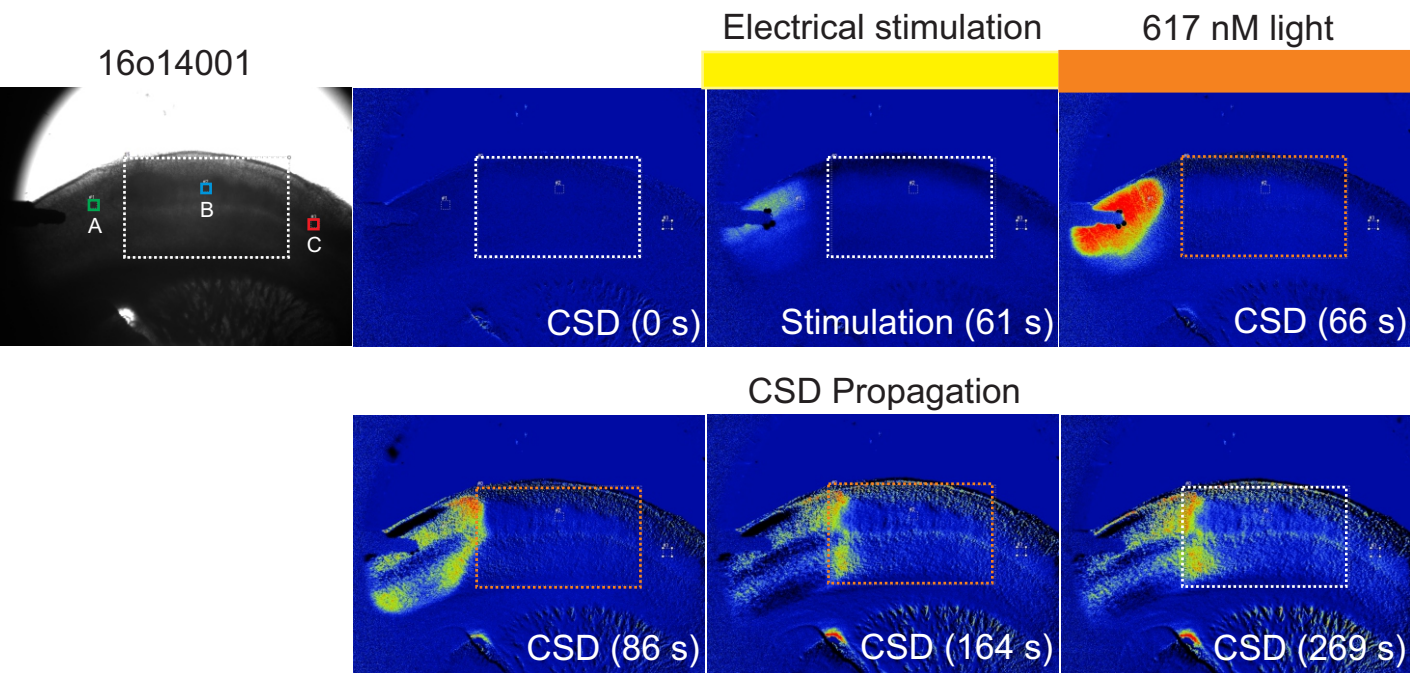 Electrical stimulation
617 nM light
16o14001
A
B
C
CSD (0 s)
Stimulation (61 s)
CSD (66 s)
CSD Propagation
CSD (86 s)
CSD (164 s)
CSD (269 s)